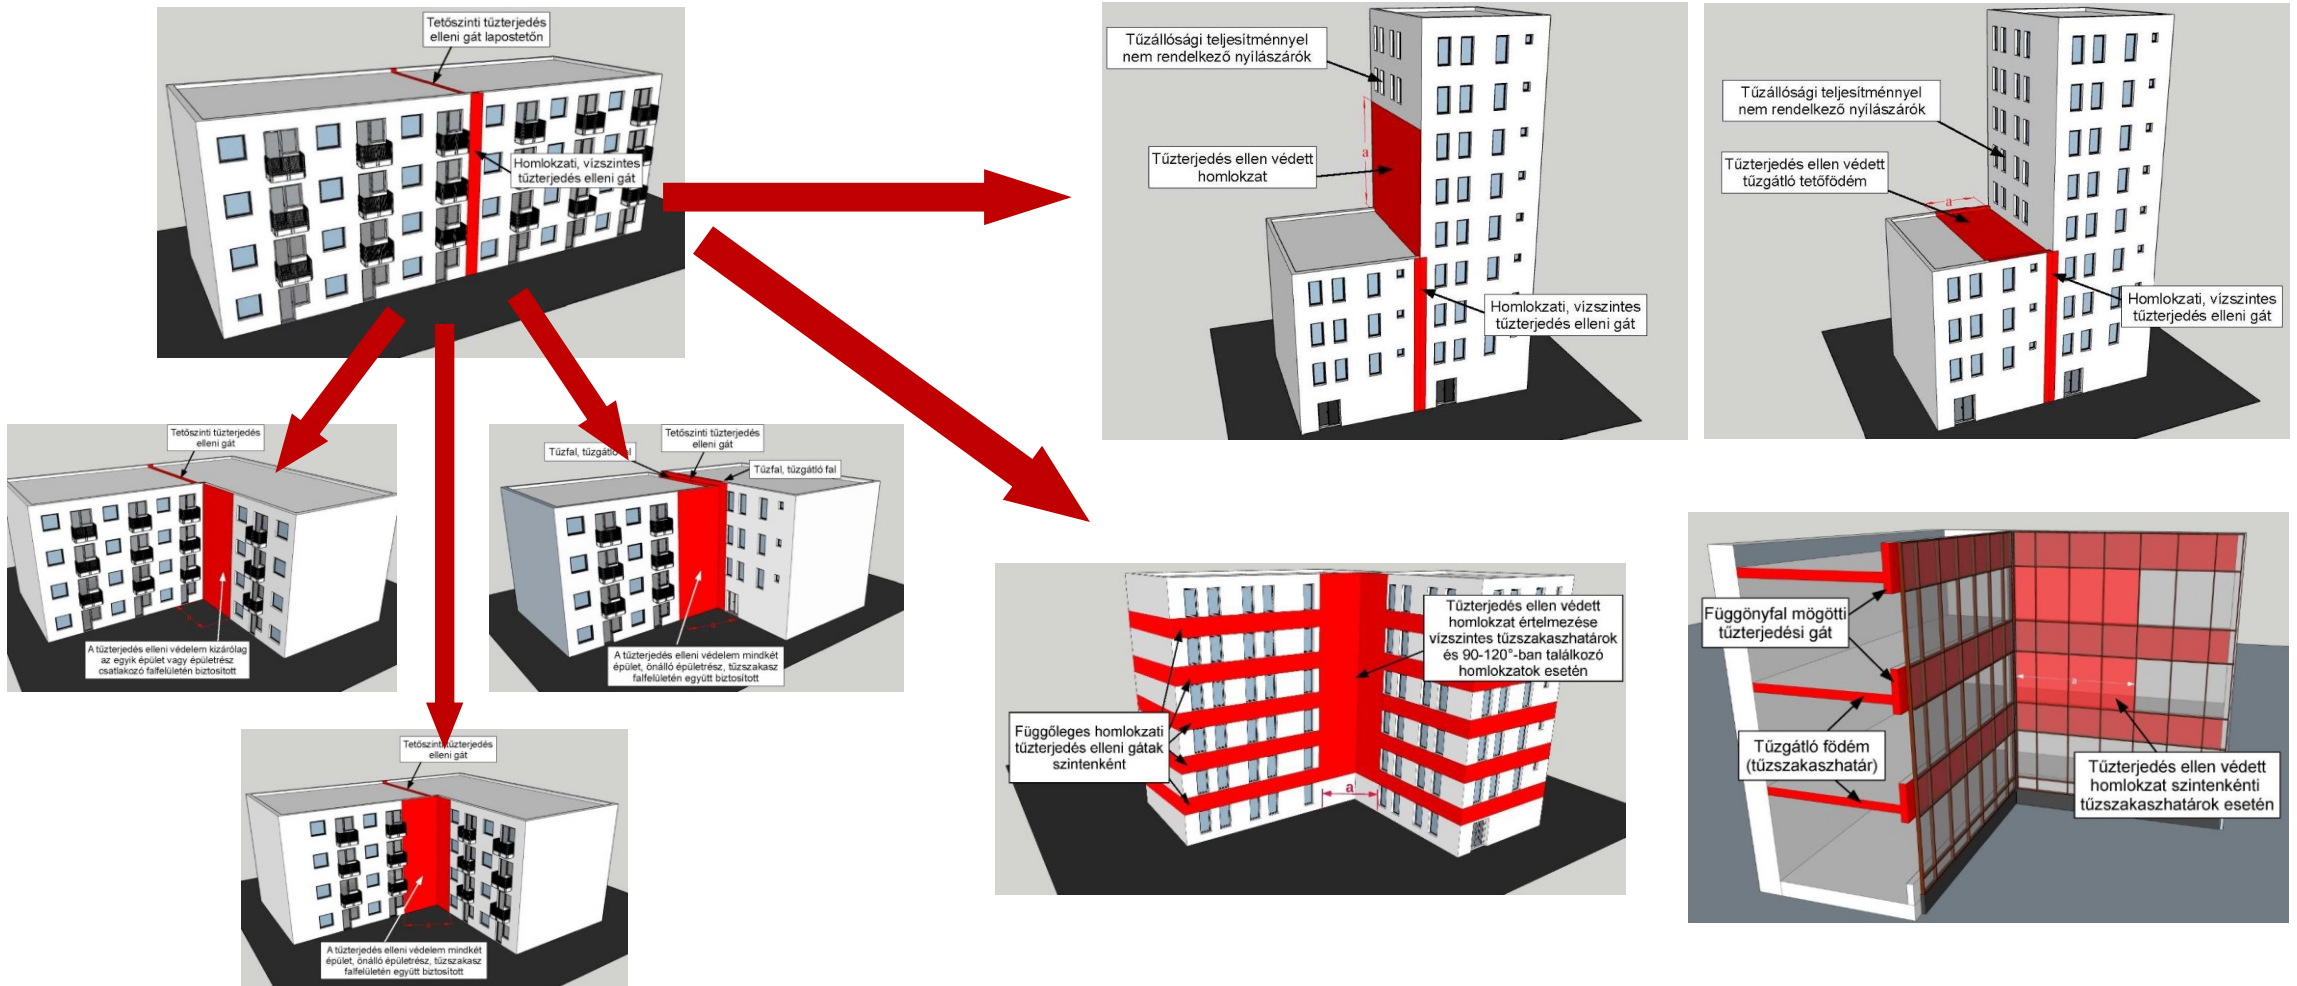 Tetőszinti tűzterjedés
elleni gát lapostetőn
Homlokzati, vízszintes
tűzterjedés elleni gát
Tűzállósági teljesítménnyel
nem rendelkező nyílászárók
Tűzterjedés ellen védett
homlokzat
a
Homlokzati, vízszintes
tűzterjedés elleni gát
Tűzállósági teljesítménnyel
nem rendelkező nyílászárók
Tűzterjedés ellen védett
tűzgátló tetőfödém
a
Homlokzati, vízszintes
tűzterjedés elleni gát
Tetőszinti tűzterjedés
elleni gát
a
A tűzterjedés elleni védelem kizárólag
az egyik épület vagy épületrész
csatlakozó falfelületén biztosított
Tetőszinti tűzterjedés
elleni gát
Tűzfal, tűzgátló fal
Tűzfal, tűzgátló fal
a
A tűzterjedés elleni védelem mindkét
épület, önálló épületrész, tűzszakasz
falfelületén együtt biztosított
Tetőszinti tűzterjedés
elleni gát
a
A tűzterjedés elleni védelem mindkét
épület, önálló épületrész, tűzszakasz
falfelületén együtt biztosított
Tűzterjedés ellen védett
homlokzat értelmezése
vízszintes tűzszakaszhatárok
és 90-120°-ban találkozó
homlokzatok esetén
Függőleges homlokzati
tűzterjedés elleni gátak
szintenként
a
Függönyfal mögötti
tűzterjedési gát
a
Tűzgátló födém
(tűzszakaszhatár)
Tűzterjedés ellen védett
homlokzat szintenkénti
tűzszakaszhatárok esetén